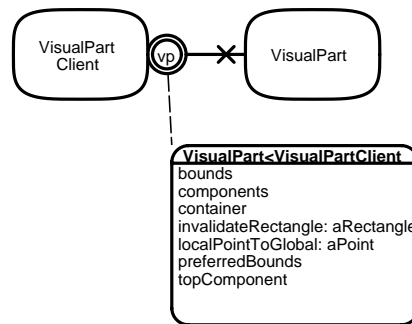 VisualPart
Client
vp
VisualPart
VisualPart<VisualPartClient
bounds
components
container
invalidateRectangle: aRectangle
localPointToGlobal: aPoint
preferredBounds
topComponent